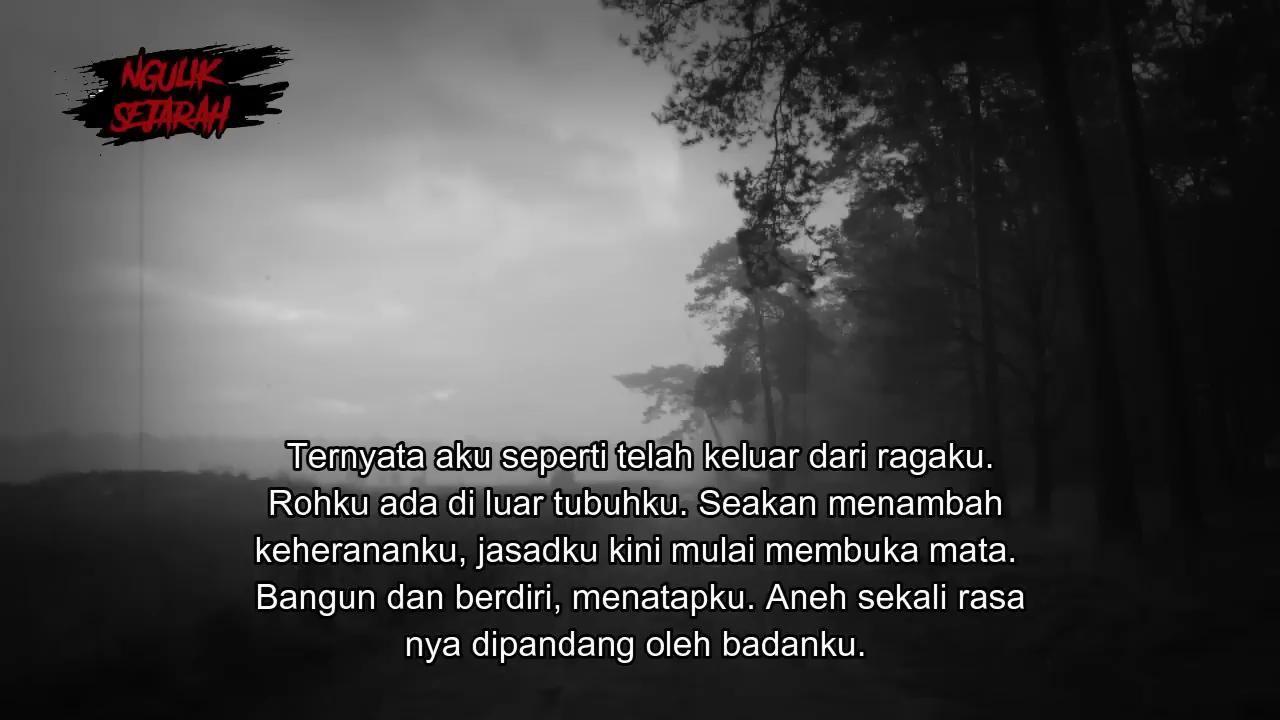 NGULIK
SEJARAH
Ternyata aku seperti telah keluar dari ragaku.
Rohku ada di luar tubuhku. Seakan menambah
keherananku, jasadku kini mulai membuka mata.
Bangun dan berdiri, menatapku. Aneh sekali rasa
nya dipandang oleh badanku.